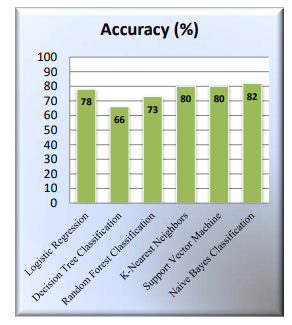 Accuracy (%)
100
90
80
70
60
50
40
30
20
10
0
78
66
73
80
80
82
Logistic Regression
Decision Tree Classification
Random Forest Classification
K-Nearest Neighbors
Support Vector Machine
Naive Bayes Classification